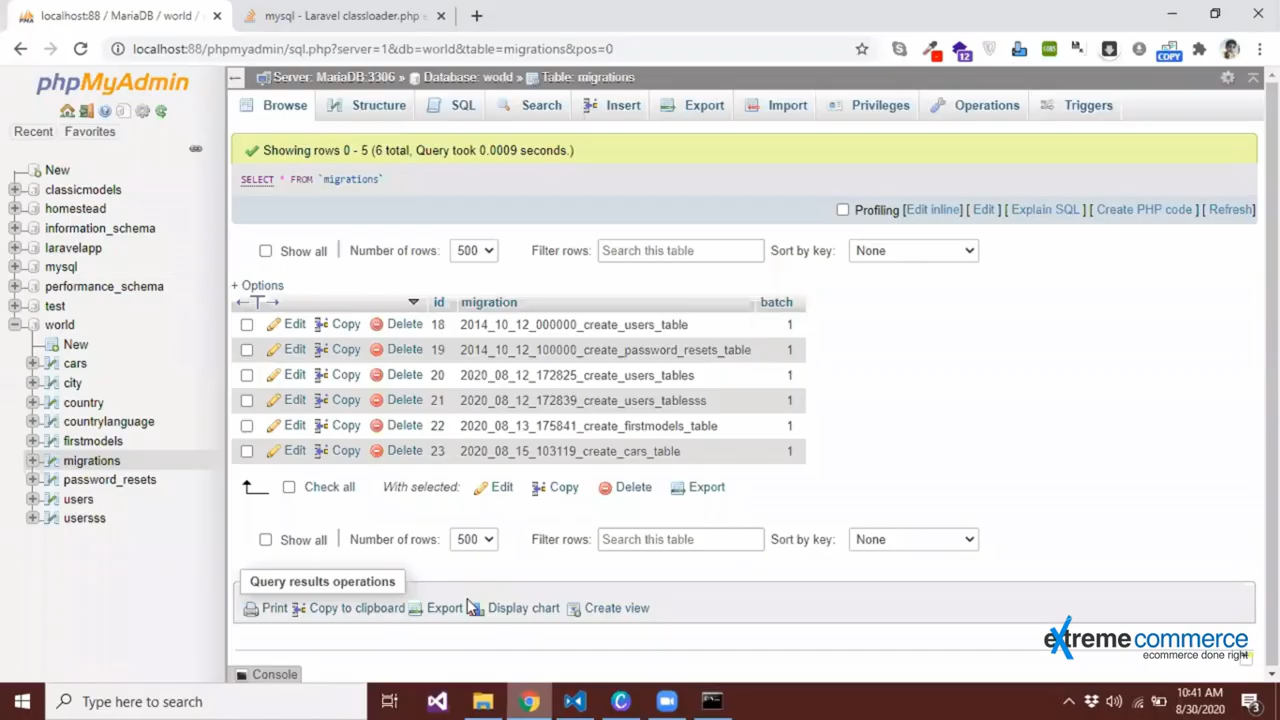 localhost:88 / MariaDB / world /
mysql - Laravel classloader.php
localhost:88/phpmyadmin/sql.php?server=1&db=world&table=migrations&pos=0
12
COPY
phpMyAdmin
Recent
Favorites
New
classicmodels
homestead
information_schema
laravelapp
mysql
performance_schema
test
world
New
cars
city
country
countrylanguage
firstmodels
migrations
password_resets
users
usersss
Server: MariaDB:3306 » Database: world » Table: migrations
Browse Structure SQL Search Insert Export Import Privileges Operations Triggers
Showing rows 0 - 5 (6 total, Query took 0.0009 seconds.)
SELECT * FROM `migrations`
Profiling [Edit inline] [ Edit ] [ Explain SQL ] [ Create PHP code ] [ Refresh]
Show all Number of rows: 500 Filter rows: Search this table Sort by key: None
+ Options
id migration batch
Edit Copy Delete 18 2014_10_12_000000_create_users_table 1
Edit Copy Delete 19 2014_10_12_100000_create_password_resets_table 1
Edit Copy Delete 20 2020_08_12_172825_create_users_tables 1
Edit Copy Delete 21 2020_08_12_172839_create_users_tablesss 1
Edit Copy Delete 22 2020_08_13_175841_create_firstmodels_table 1
Edit Copy Delete 23 2020_08_15_103119_create_cars_table 1
Check all With selected: Edit Copy Delete Export
Show all Number of rows: 500 Filter rows: Search this table Sort by key: None
Query results operations
Print Copy to clipboard Export Display chart Create view
extreme commerce
ecommerce done right
Console
Type here to search
10:41 AM
8/30/2020
3